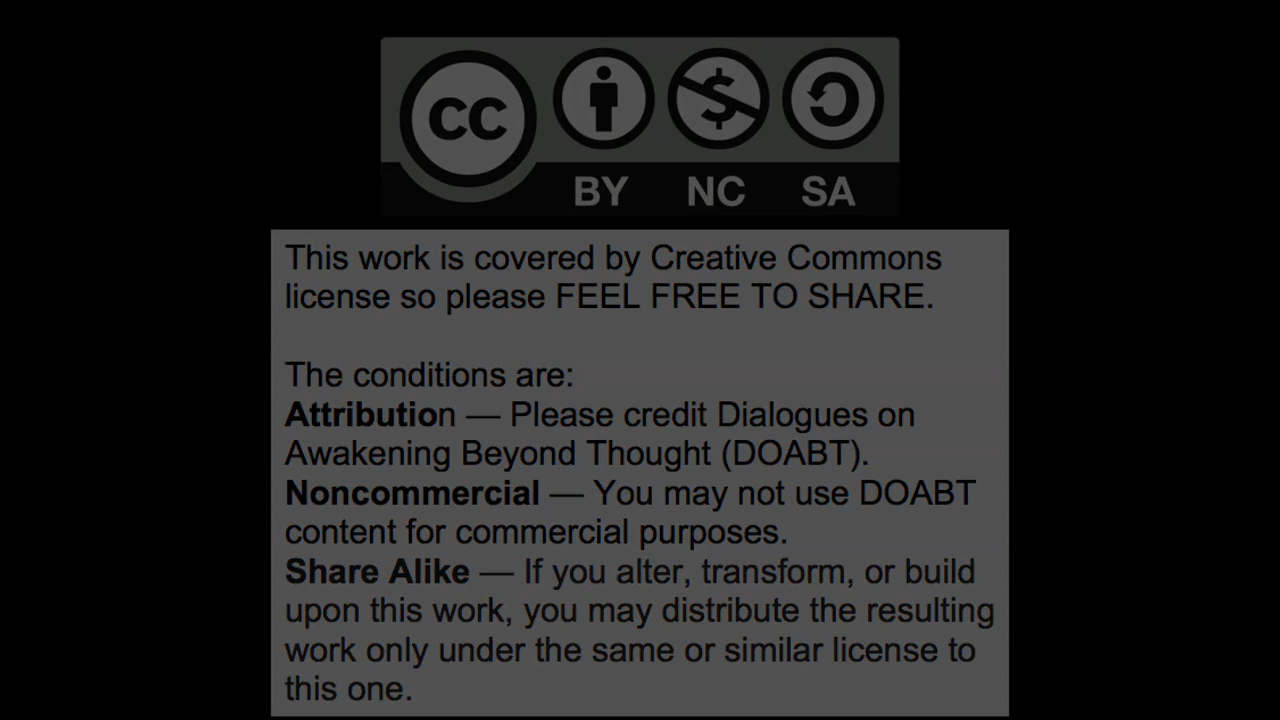 CC
BY NC SA
This work is covered by Creative Commons
license so please FEEL FREE TO SHARE.
The conditions are:
Attribution — Please credit Dialogues on
Awakening Beyond Thought (DOABT).
Noncommercial — You may not use DOABT
content for commercial purposes.
Share Alike — If you alter, transform, or build
upon this work, you may distribute the resulting
work only under the same or similar license to
this one.